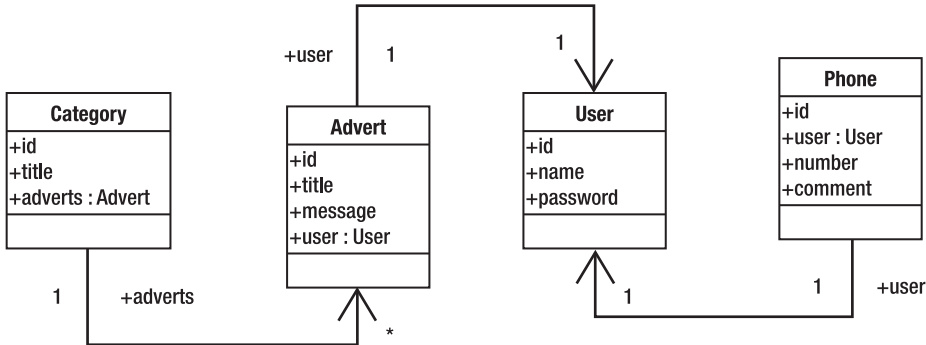 +user
1
1
Category
+id
+title
+adverts : Advert
Advert
+id
+title
+message
+user : User
User
+id
+name
+password
Phone
+id
+user : User
+number
+comment
1
+adverts
*
1
1
+user